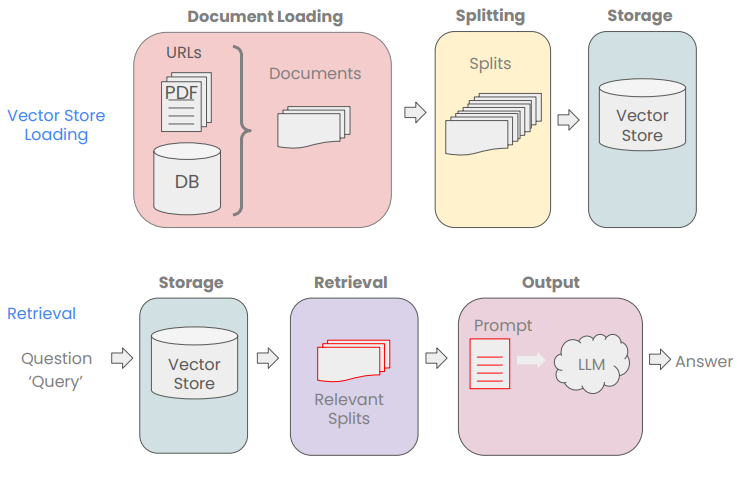 Document Loading
Splitting
Storage
URLs
PDF
DB
Documents
Splits
Vector
Store
Vector Store
Loading
Storage
Retrieval
Output
Retrieval
Question
‘Query’
Vector
Store
Relevant
Splits
Prompt
LLM
Answer